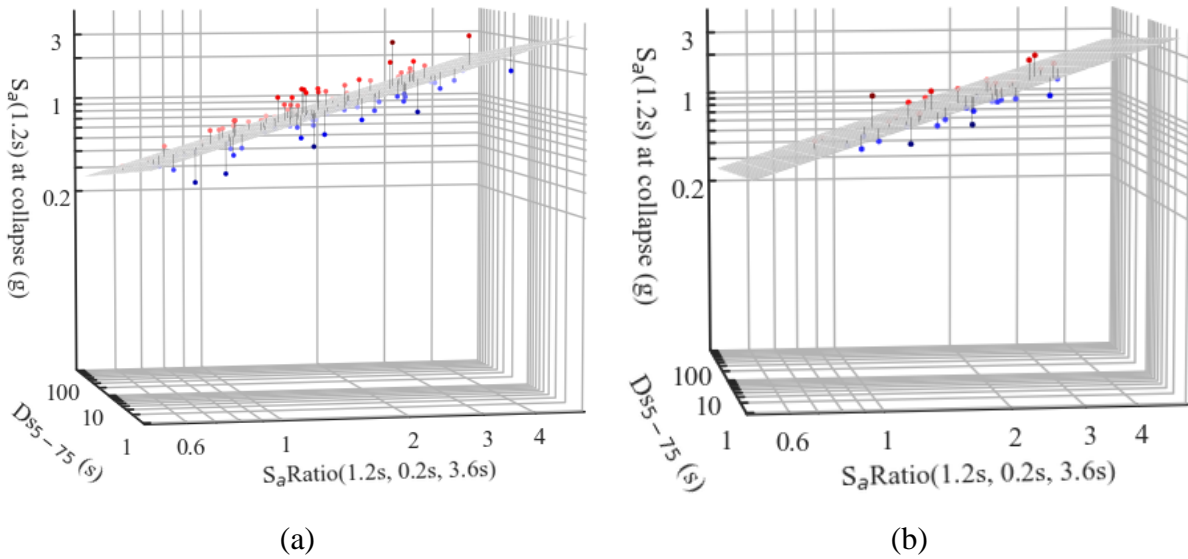 3
1
0.2
Sa(1.2s) at collapse (g)
100
10
1
Ds5−75 (s)
0.6
1
2
3
4
SaRatio(1.2s, 0.2s, 3.6s)
(a)
3
1
0.2
Sa(1.2s) at collapse (g)
100
10
1
Ds5−75 (s)
0.6
1
2
3
4
SaRatio(1.2s, 0.2s, 3.6s)
(b)